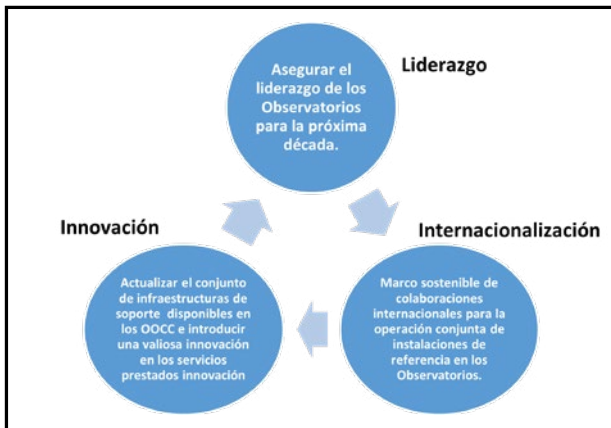 Liderazgo
Asegurar el
liderazgo de los
Observatorios
para la próxima
década.
Internacionalización
Marco sostenible de
colaboraciones
internacionales para la
operación conjunta de
instalaciones de
referencia en los
Observatorios.
Innovación
Actualizar el conjunto
de infraestructuras de
soporte disponibles en
los OOCC e introducir
una valiosa innovación
en los servicios
prestados innovación